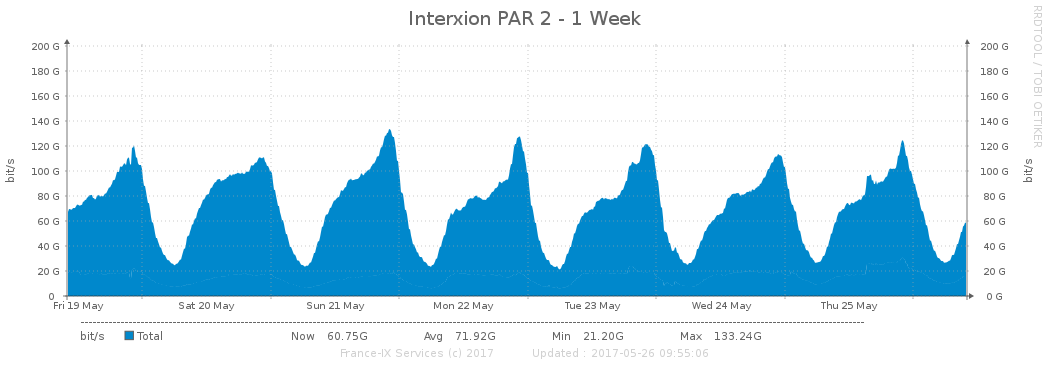 Interxion PAR 2 - 1 Week
RRDTOOL / TOBI OETIKER
200 G 200 G
180 G 180 G
160 G 160 G
140 G 140 G
120 G 120 G
100 G 100 G
80 G 80 G
60 G 60 G
40 G 40 G
20 G 20 G
0 0 G
bit/s bit/s
Fri 19 May Sat 20 May Sun 21 May Mon 22 May Tue 23 May Wed 24 May Thu 25 May
bit/s Total Now 60.75G Avg 71.92G Min 21.20G Max 133.24G
France-IX Services (c) 2017 Updated : 2017-05-26 09:55:06